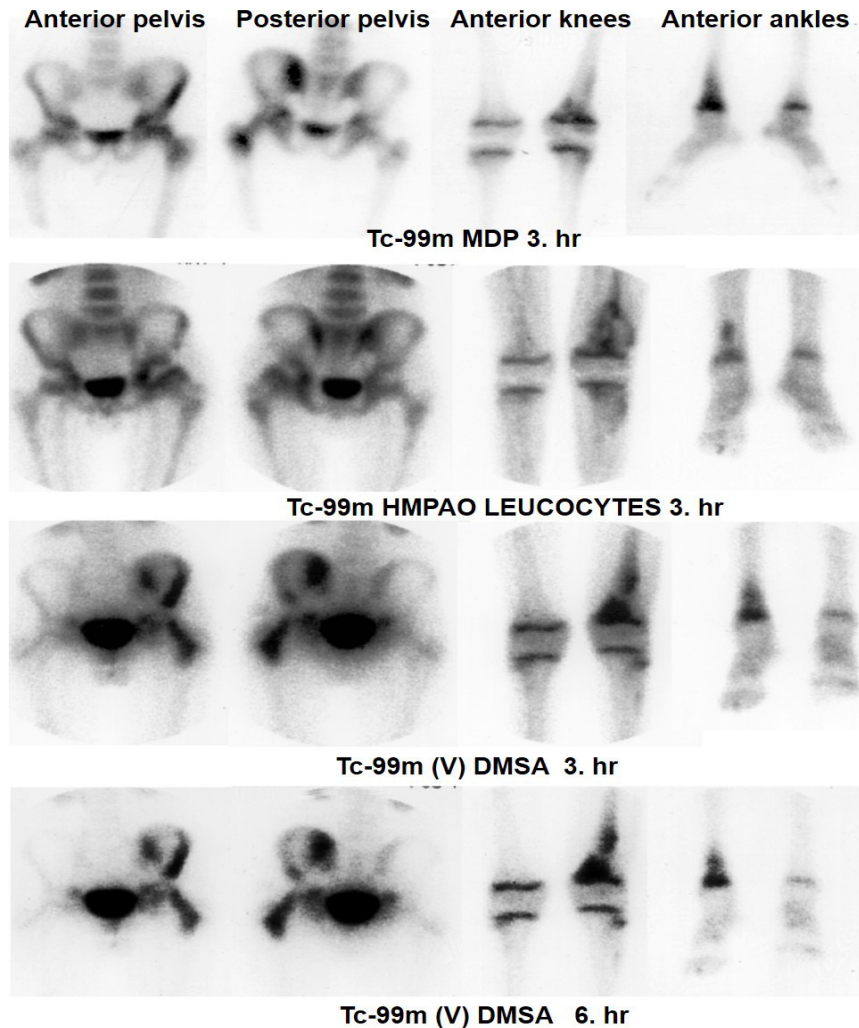 Anterior pelvis Posterior pelvis Anterior knees Anterior ankles
Tc-99m MDP 3. hr
Tc-99m HMPAO LEUCOCYTES 3. hr
Tc-99m (V) DMSA 3. hr
Tc-99m (V) DMSA 6. hr